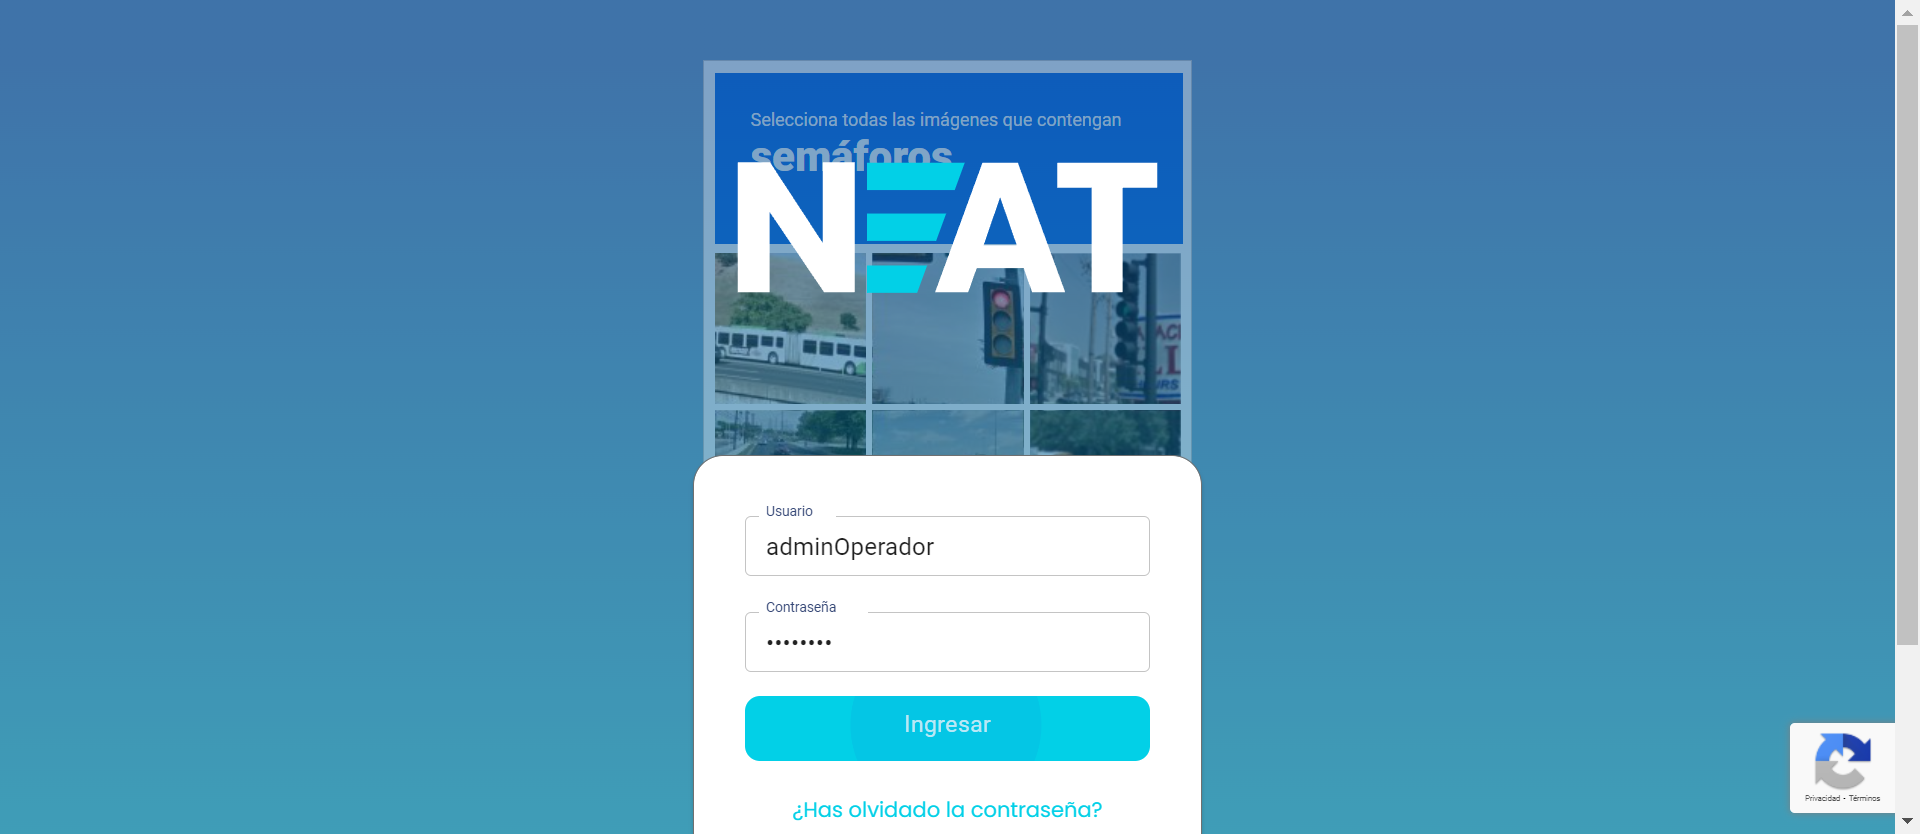 Selecciona todas las imágenes que contengan
semáforos
NEAT
Usuario
adminOperador
Contraseña
••••••••
Ingresar
¿Has olvidado la contraseña?
Privacidad - Términos